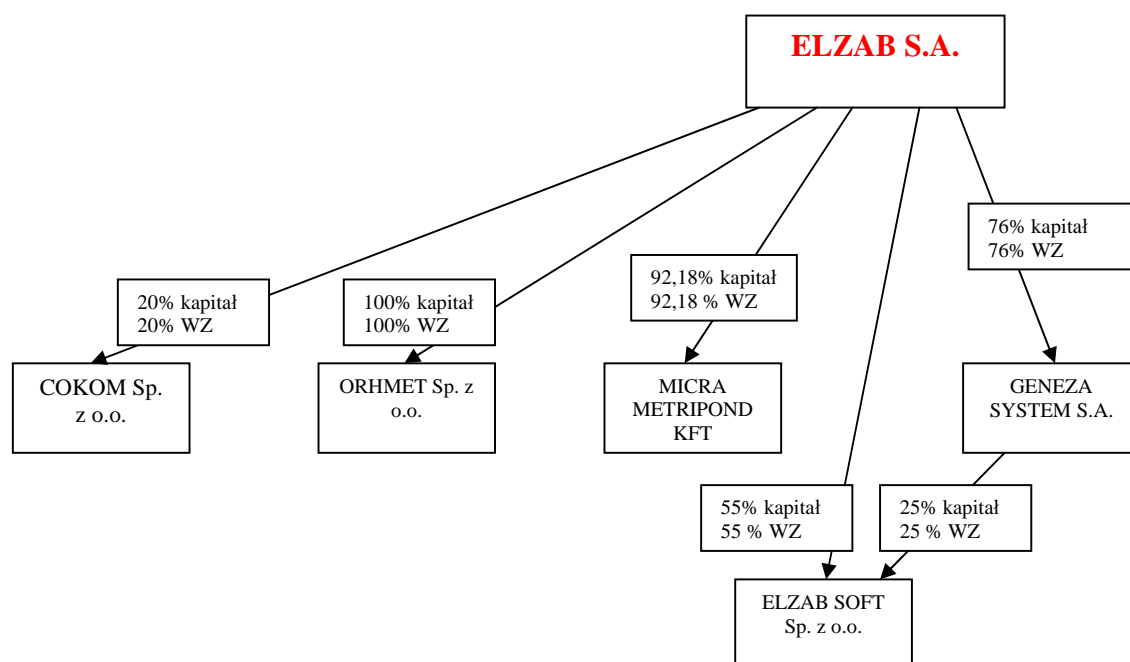 ELZAB S.A.
76% kapitał
76% WZ
20% kapitał
20% WZ
100% kapitał
100% WZ
92,18% kapitał
92,18 % WZ
COKOM Sp.
z o.o.
ORHMET Sp. z
o.o.
MICRA
METRIPOND
KFT
GENEZA
SYSTEM S.A.
55% kapitał
55 % WZ
25% kapitał
25 % WZ
ELZAB SOFT
Sp. z o.o.